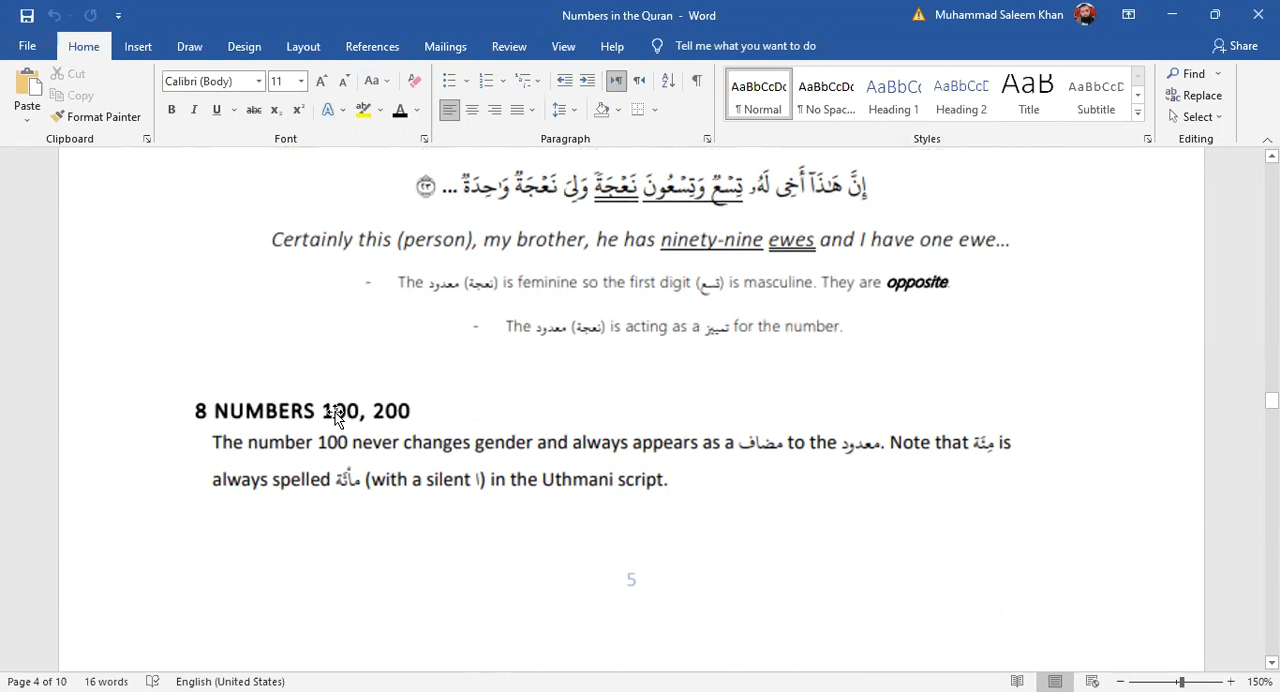 Numbers in the Quran - Word
Muhammad Saleem Khan
File Home Insert Draw Design Layout References Mailings Review View Help Tell me what you want to do Share
Paste
Cut
Copy
Format Painter
Calibri (Body) 11
AaBbCcDc AaBbCcDc AaBbCc AaBbCcD AaB AaBbCcD
¶ Normal ¶ No Spac... Heading 1 Heading 2 Title Subtitle
Find
Replace
Select
Clipboard Font Paragraph Styles Editing
إِنَّ هَٰذَآ أَخِى لَهُۥ تِسْعٌ وَتِسْعُونَ نَعْجَةً وَلِىَ نَعْجَةٌ وَٰحِدَةٌ ... ٢٣
Certainly this (person), my brother, he has ninety-nine ewes and I have one ewe...
- The معدود (نعجة) is feminine so the first digit (تسع) is masculine. They are opposite.
- The معدود (نعجة) is acting as a تمييز for the number.
8 NUMBERS 100, 200
The number 100 never changes gender and always appears as a مضاف to the معدود. Note that مِئَة is
always spelled مأئَة (with a silent ا) in the Uthmani script.
5
Page 4 of 10 16 words English (United States) 150%